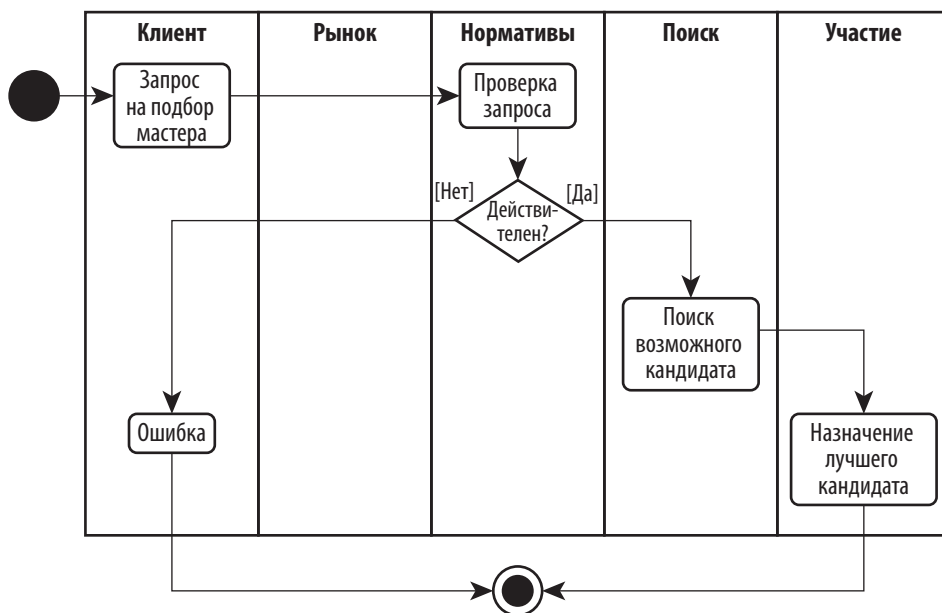 Клиент
Рынок
Нормативы
Поиск
Участие
Запрос
на подбор
мастера
Проверка
запроса
[Нет]
[Да]
Действи-
телен?
Поиск
возможного
кандидата
Ошибка
Назначение
лучшего
кандидата